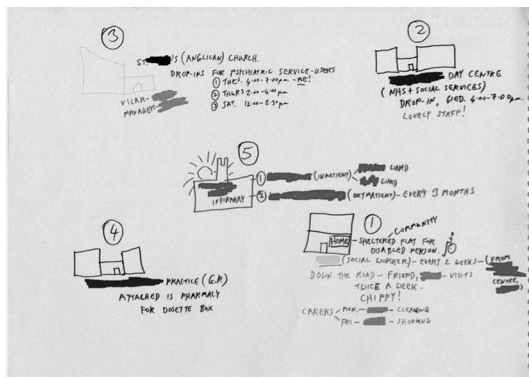 ③
(ANGLICAN) CHURCH.
DROP-INS FOR PSYCHIATRIC SERVICE-USERS
① TUES. 4.00-7.00pm - ME!
② THURS 2.00-4.00pm
③ SAT. 12.00-2.30pm
VICAR-
②
DAY CENTRE
(NHS + SOCIAL SERVICES)
DROP-IN, WED. 4.00-7.00
LOVELY STAFF!
⑤
① (INPATIENT) WARD
WARD
INFIRMARY
② (OUTPATIENT) - EVERY 3 MONTHS
④
PRACTICE (G.P.)
ATTACHED IS PHARMACY
FOR DOSETTE BOX
①
COMMUNITY
HOME - SHELTERED FLAT FOR
DISABLED PERSON.
(SOCIAL WORKER) - EVERY 2 WEEKS - (FROM
CENTRE,
DOWN THE ROAD - FRIEND, - VISITS
TWICE A WEEK.
CHIPPY!
CARERS MON. - CLEANING
FRI - SHOPPING